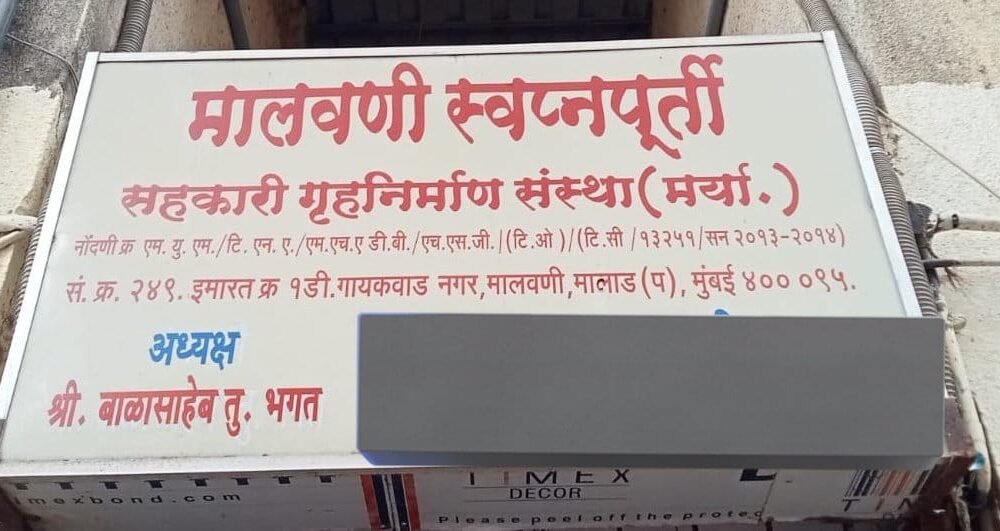 मालवणी स्वप्नपूर्ती
सहकारी गृहनिर्माण संस्था (मर्या.)
नोंदणी क्र एम. यु. एम./टि. एन. ए./एम.एच.ए डी.बी./एच.एस.जी./(टि.ओ)/(टि.सी/१३२५१/सन २०१३-२०१४)
सं. क्र. २४९. इमारत क्र १डी.गायकवाड नगर,मालवणी,मालाड (प), मुंबई ४०० ०९५.
अध्यक्ष
श्री. बाळासाहेब तु. भगत
TIMEX
DECOR
imexbond.com
Please peel off the protec